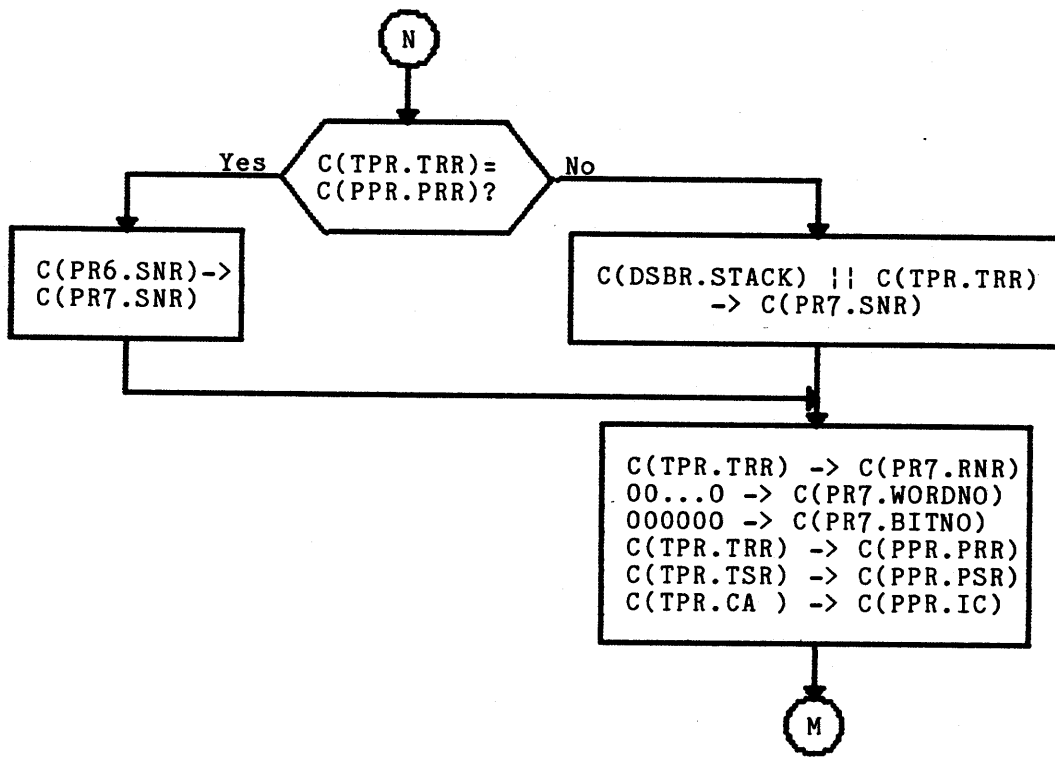 N
C(TPR.TRR)=
C(PPR.PRR)?
Yes
No
C(PR6.SNR)->
C(PR7.SNR)
C(DSBR.STACK) ¦¦ C(TPR.TRR)
-> C(PR7.SNR)
C(TPR.TRR) -> C(PR7.RNR)
00...0 -> C(PR7.WORDNO)
000000 -> C(PR7.BITNO)
C(TPR.TRR) -> C(PPR.PRR)
C(TPR.TSR) -> C(PPR.PSR)
C(TPR.CA ) -> C(PPR.IC)
M